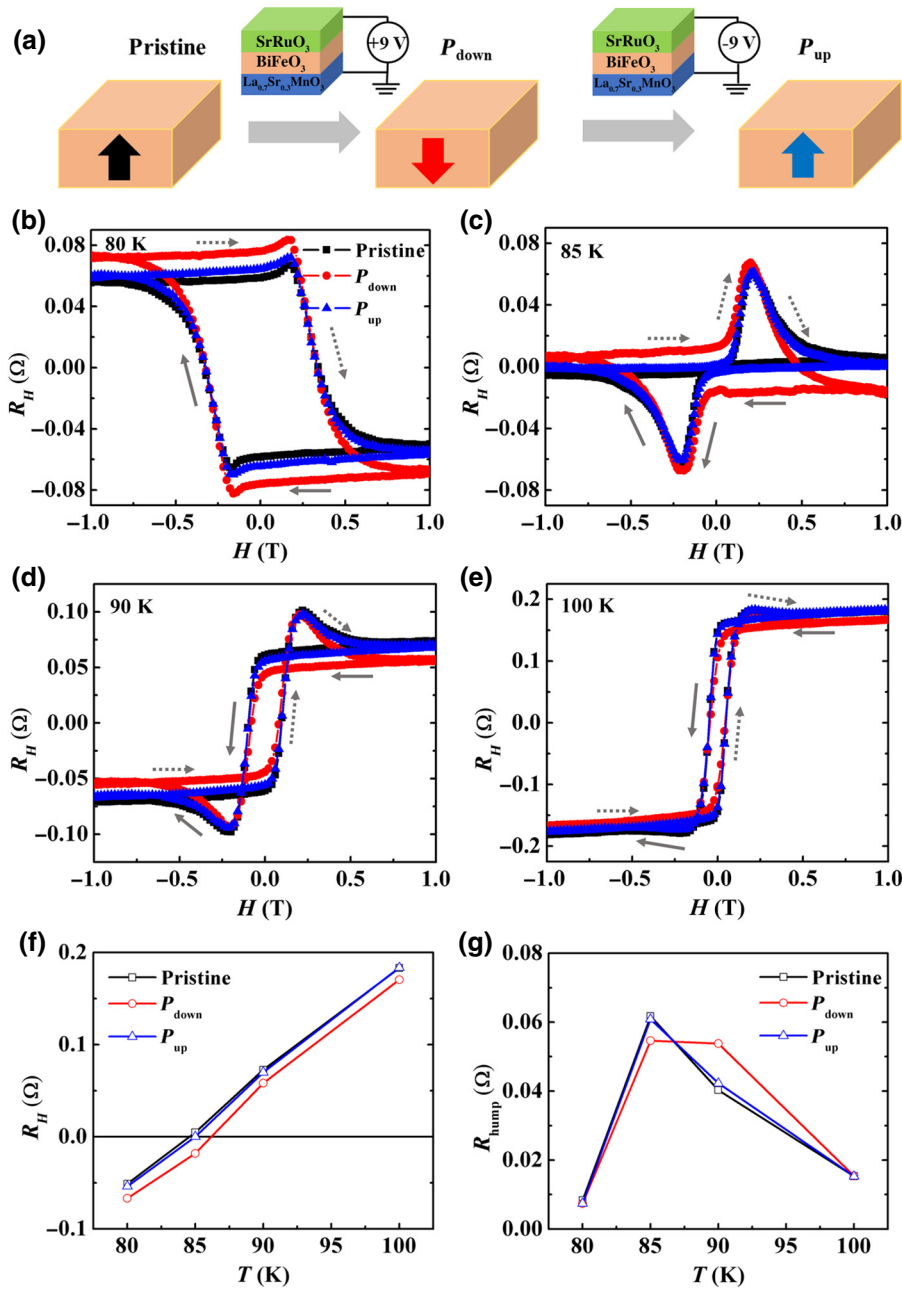 (a)
Pristine
SrRuO3
BiFeO3
La0.7Sr0.3MnO3
+9 V
Pdown
SrRuO3
BiFeO3
La0.7Sr0.3MnO3
-9 V
Pup
(b)
80 K
Pristine
Pdown
Pup
0.08
0.04
0.00
−0.04
−0.08
RH (Ω)
−1.0 −0.5 0.0 0.5 1.0
H (T)
(c)
85 K
0.08
0.04
0.00
−0.04
−0.08
RH (Ω)
−1.0 −0.5 0.0 0.5 1.0
H (T)
(d)
90 K
0.10
0.05
0.00
−0.05
−0.10
RH (Ω)
-1.0 −0.5 0.0 0.5 1.0
H (T)
(e)
100 K
0.2
0.1
0.0
−0.1
−0.2
RH (Ω)
−1.0 −0.5 0.0 0.5 1.0
H (T)
(f)
Pristine
Pdown
Pup
0.2
0.1
0.0
−0.1
RH (Ω)
80 85 90 95 100
T (K)
(g)
Pristine
Pdown
Pup
0.08
0.06
0.04
0.02
0.00
Rhump (Ω)
80 85 90 95 100
T (K)